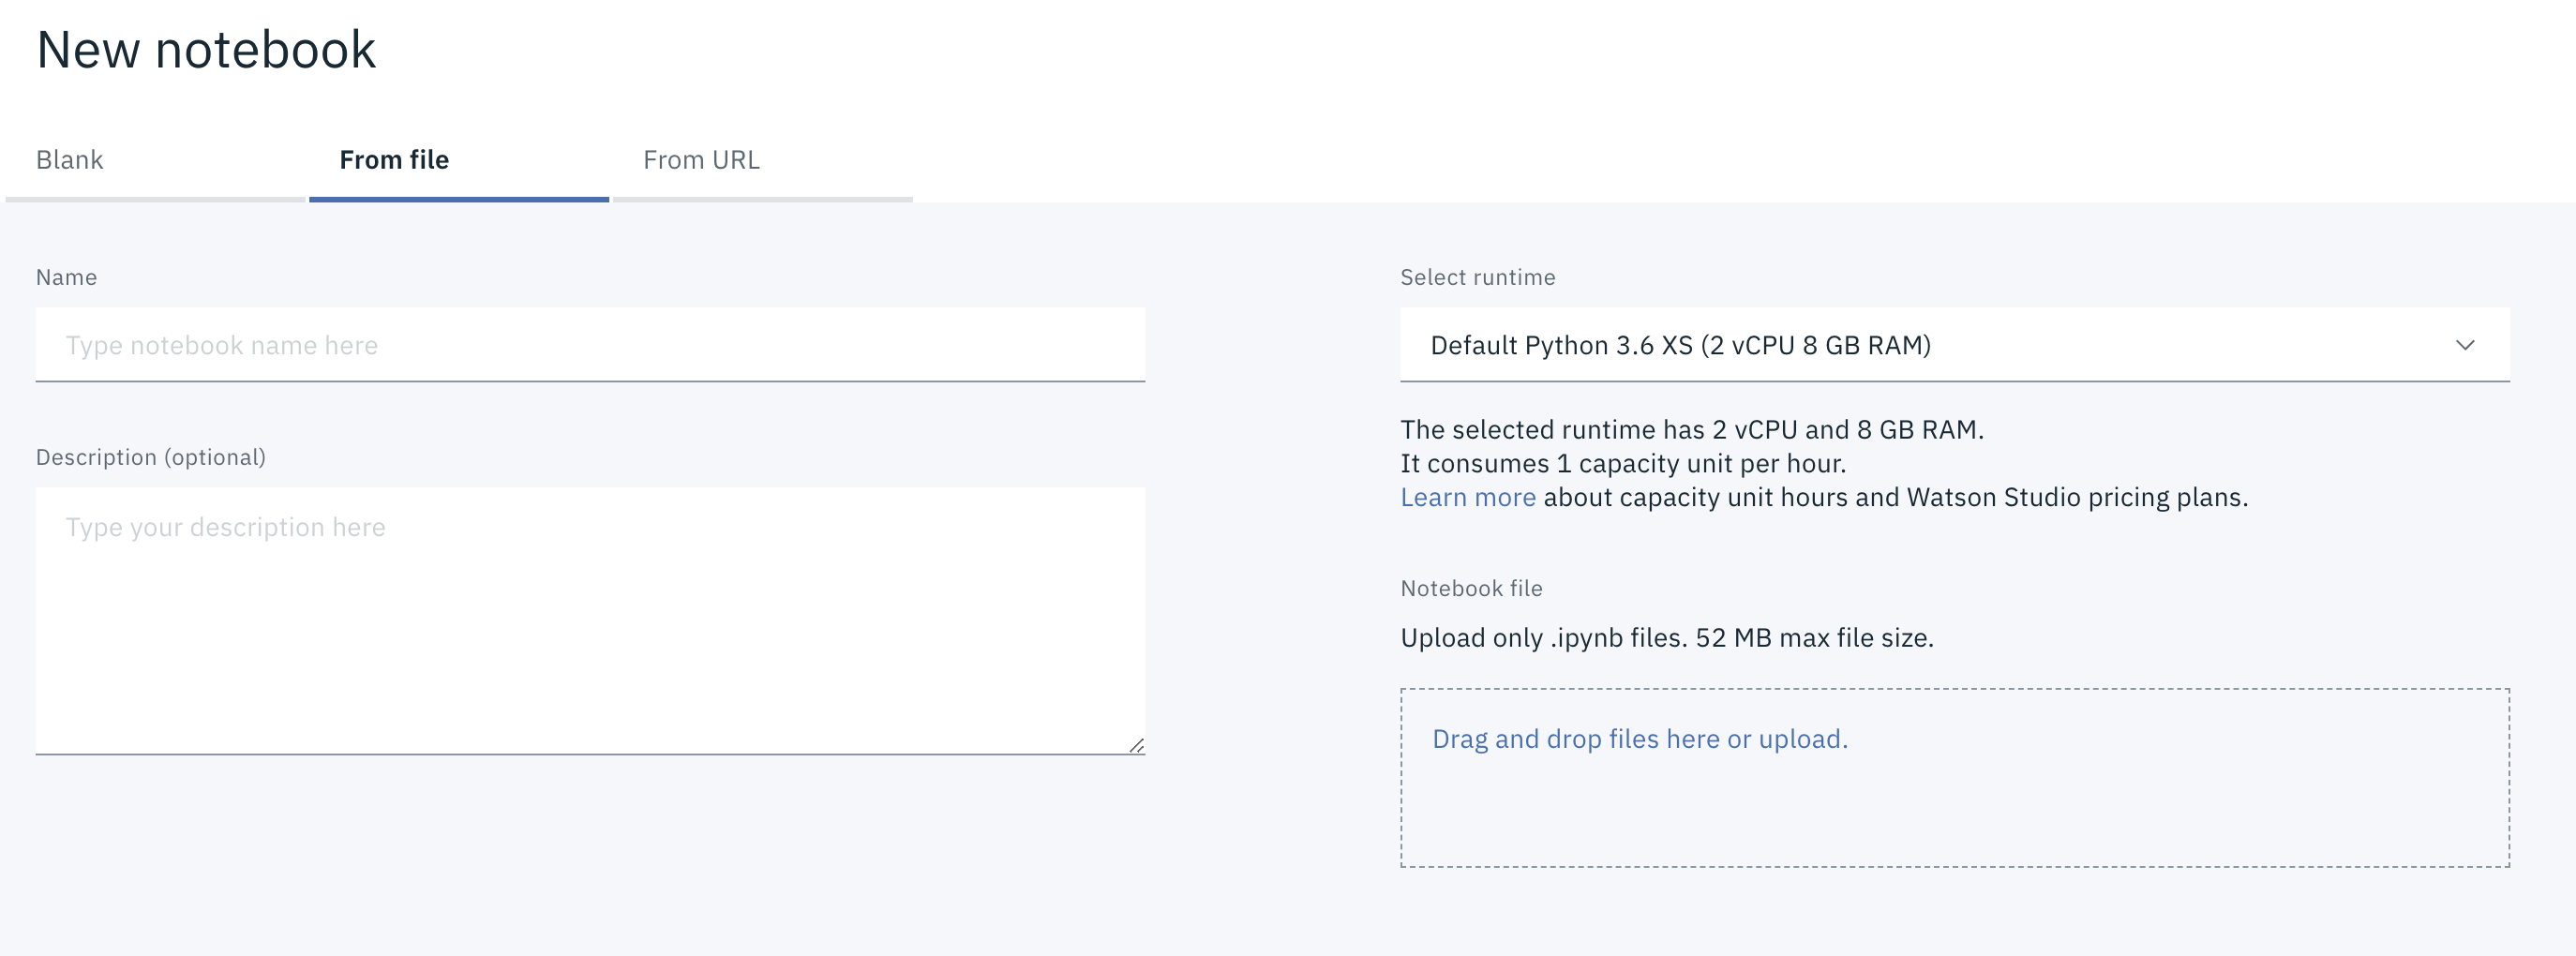 New notebook
Blank
From file
From URL
Name
Type notebook name here
Description (optional)
Type your description here
Select runtime
Default Python 3.6 XS (2 vCPU 8 GB RAM)
The selected runtime has 2 vCPU and 8 GB RAM.
It consumes 1 capacity unit per hour.
Learn more about capacity unit hours and Watson Studio pricing plans.
Notebook file
Upload only .ipynb files. 52 MB max file size.
Drag and drop files here or upload.